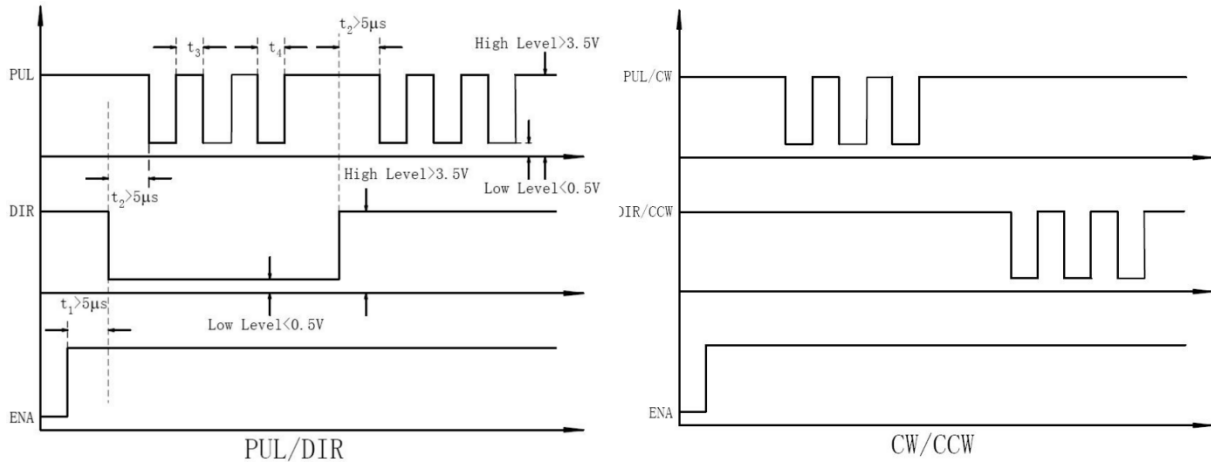 t₂>5μs
High Level>3.5V
t₃
t₄
PUL
PUL/CW
High Level>3.5V
Low Level<0.5V
t₂>5μs
DIR
DIR/CCW
t₁>5μs
Low Level<0.5V
ENA
ENA
PUL/DIR
CW/CCW